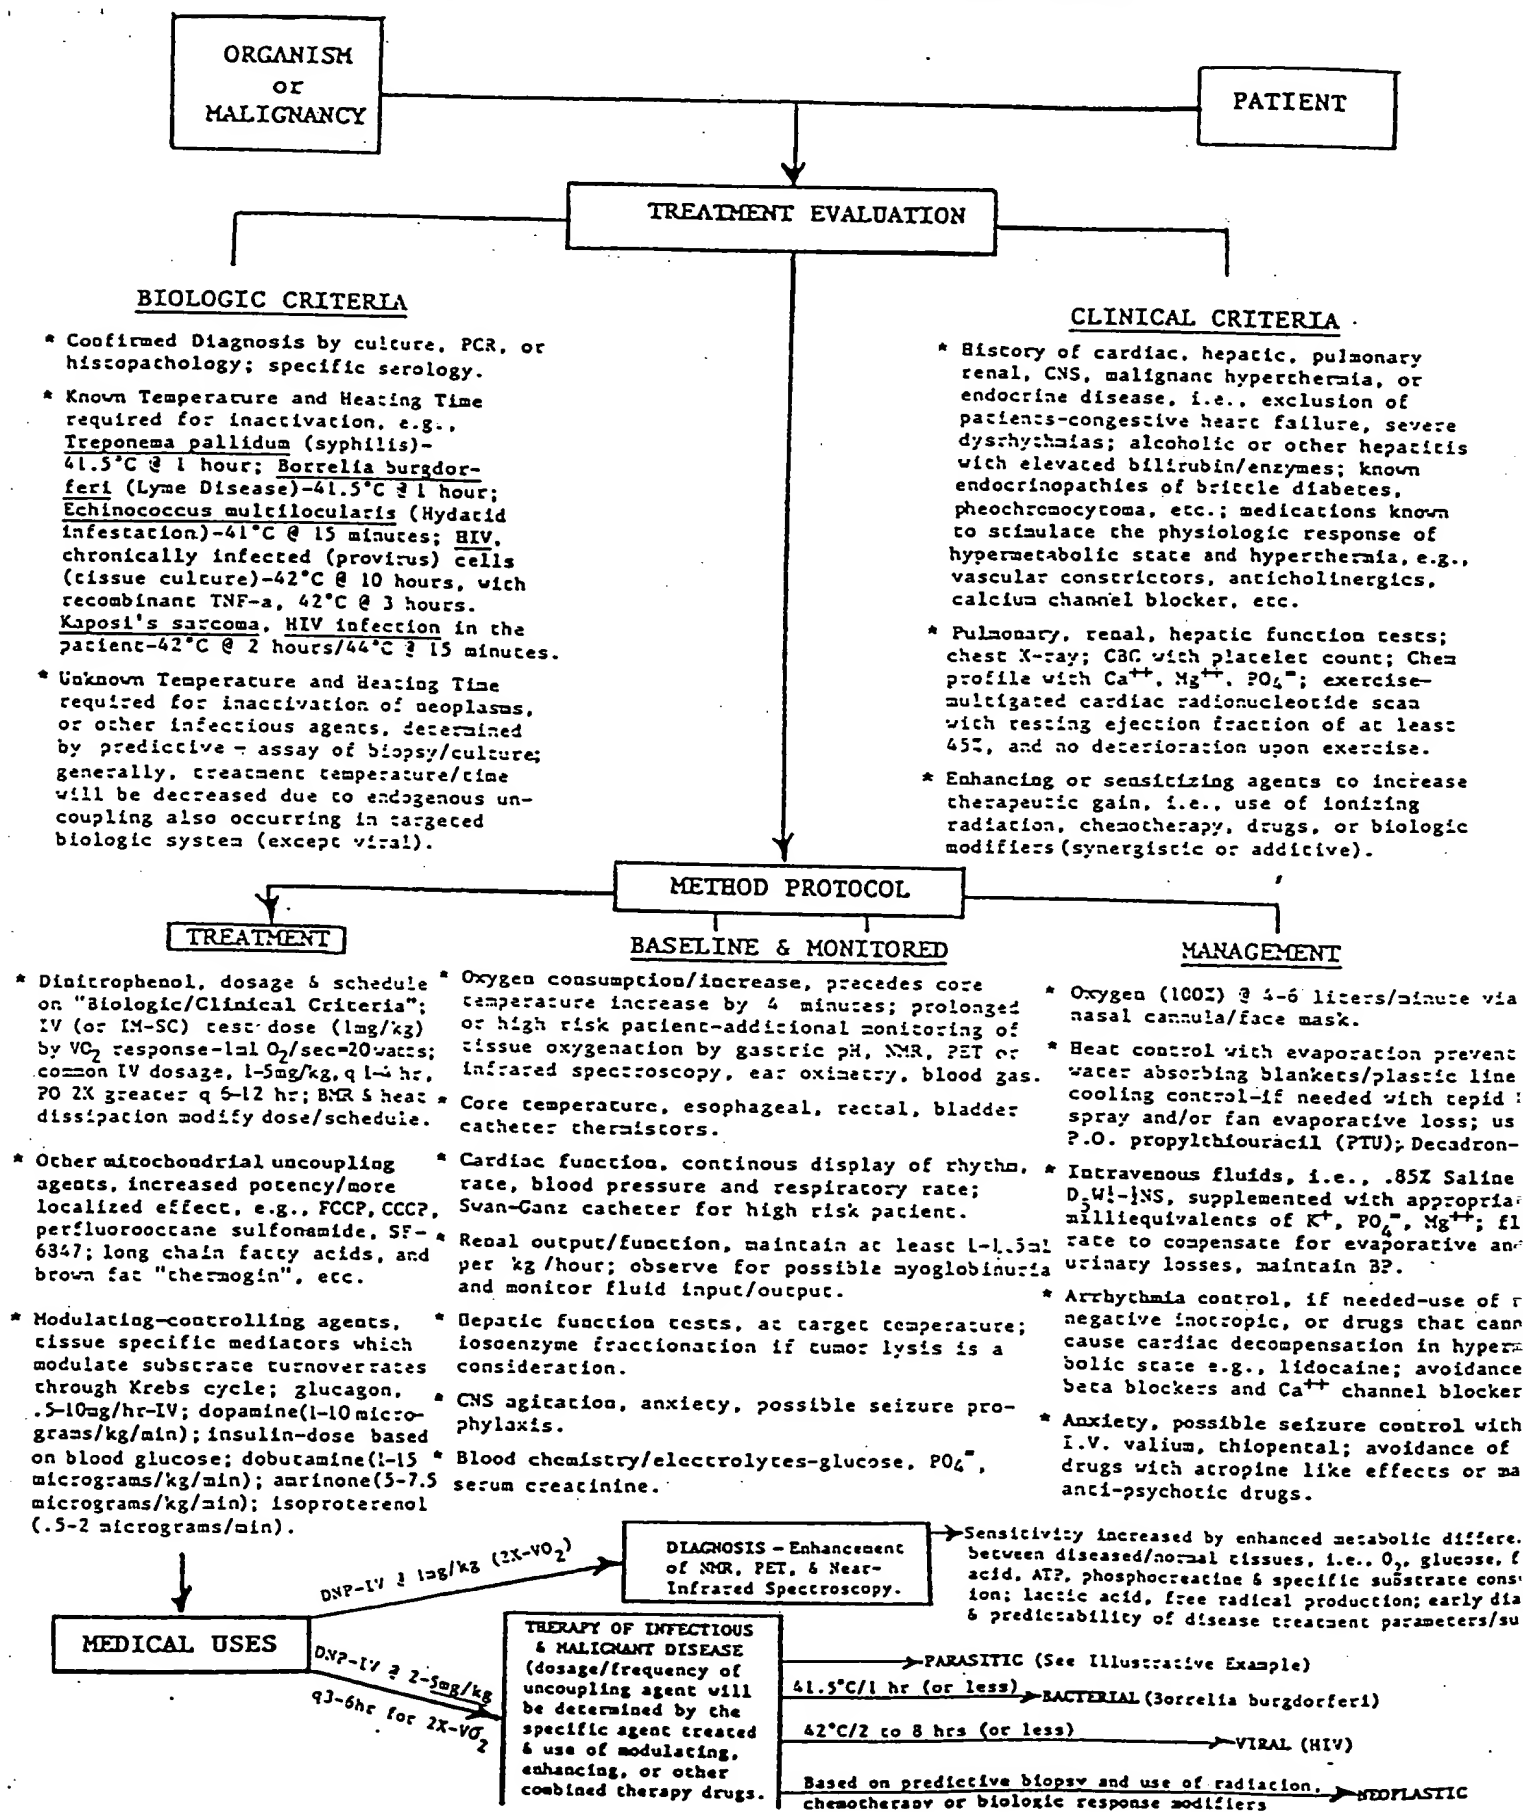 ORGANISM
or
MALIGNANCY
PATIENT
TREATMENT EVALUATION
BIOLOGIC CRITERIA
* Confirmed Diagnosis by culture, PCR, or
histopathology; specific serology.
* Known Temperature and Heating Time
required for inactivation, e.g.,
Treponema pallidum (syphilis)-
41.5°C @ 1 hour; Borrelia burgdor-
feri (Lyme Disease)-41.5°C @ 1 hour;
Echinococcus multilocularis (Hydatid
infestation)-41°C @ 15 minutes; HIV,
chronically infected (provirus) cells
(tissue culture)-42°C @ 10 hours, with
recombinant TNF-a, 42°C @ 3 hours.
Kaposi's sarcoma, HIV infection in the
patient-42°C @ 2 hours/44°C @ 15 minutes.
* Unknown Temperature and Heating Time
required for inactivation of neoplasms,
or other infectious agents, determined
by predictive - assay of biopsy/culture;
generally, treatment temperature/time
will be decreased due to endogenous un-
coupling also occurring in targeted
biologic system (except viral).
CLINICAL CRITERIA
* History of cardiac, hepatic, pulmonary
renal, CNS, malignant hyperthermia, or
endocrine disease, i.e., exclusion of
patients-congestive heart failure, severe
dysrhythmias; alcoholic or other hepatitis
with elevated bilirubin/enzymes; known
endocrinopathies of brittle diabetes,
pheochromocytoma, etc.; medications known
to stimulate the physiologic response of
hypermetabolic state and hyperthermia, e.g.,
vascular constrictors, anticholinergics,
calcium channel blocker, etc.
* Pulmonary, renal, hepatic function tests;
chest X-ray; CBC with platelet count; Chem
profile with Ca++, Mg++, PO4=; exercise-
multigated cardiac radionucleotide scan
with resting ejection fraction of at least
45%, and no deterioration upon exercise.
* Enhancing or sensitizing agents to increase
therapeutic gain, i.e., use of ionizing
radiation, chemotherapy, drugs, or biologic
modifiers (synergistic or additive).
METHOD PROTOCOL
TREATMENT
* Dinitrophenol, dosage & schedule
on "Biologic/Clinical Criteria";
IV (or IM-SC) test dose (1mg/kg)
by VO2 response-1ml O2/sec=20watts;
common IV dosage, 1-5mg/kg, q 1-4 hr,
PO 2X greater q 6-12 hr; BMR & heat
dissipation modify dose/schedule.
* Other mitochondrial uncoupling
agents, increased potency/more
localized effect, e.g., FCCP, CCCP,
perfluorooctane sulfonamide, SF-
6847; long chain fatty acids, and
brown fat "thermogin", etc.
* Modulating-controlling agents,
tissue specific mediators which
modulate substrate turnover rates
through Krebs cycle; glucagon,
.5-10mg/hr-IV; dopamine(1-10 micro-
grams/kg/min); insulin-dose based
on blood glucose; dobutamine(1-15
micrograms/kg/min); amrinone(5-7.5
micrograms/kg/min); isoproterenol
(.5-2 micrograms/min).
BASELINE & MONITORED
* Oxygen consumption/increase, precedes core
temperature increase by 4 minutes; prolonged
or high risk patient-additional monitoring of
tissue oxygenation by gastric pH, NMR, PET or
infrared spectroscopy, ear oximetry, blood gas.
* Core temperature, esophageal, rectal, bladder
catheter thermistors.
* Cardiac function, continous display of rhythm,
rate, blood pressure and respiratory rate;
Swan-Ganz catheter for high risk patient.
* Renal output/function, maintain at least 1-1.5ml
per kg/hour; observe for possible myoglobinuria
and monitor fluid input/output.
* Hepatic function tests, at target temperature;
iosoenzyme fractionation if tumor lysis is a
consideration.
* CNS agitation, anxiety, possible seizure pro-
phylaxis.
* Blood chemistry/electrolytes-glucose, PO4=,
serum creatinine.
MANAGEMENT
* Oxygen (100%) @ 4-6 liters/minute via
nasal cannula/face mask.
* Heat control with evaporation prevent
water absorbing blankets/plastic line
cooling control-if needed with tepid
spray and/or fan evaporative loss; us
P.O. propylthiouracil (PTU); Decadron-
* Intravenous fluids, i.e., .85% Saline
supplemented with appropria
milliequivalents of K+, PO4=, Mg++; fl
rate to compensate for evaporative an
urinary losses, maintain BP.
* Arrhythmia control, if needed-use of
negative inotropic, or drugs that cann
cause cardiac decompensation in hyper
bolic state e.g., lidocaine; avoidance
beta blockers and Ca++ channel blocker
* Anxiety, possible seizure control with
I.V. valium, thiopental; avoidance of
drugs with atropine like effects or ma
anti-psychotic drugs.
MEDICAL USES
DNP-IV @ 1mg/kg (2X-VO2)
DIAGNOSIS - Enhancement
of NMR, PET, & Near-
Infrared Spectroscopy.
Sensitivity increased by enhanced metabolic differe
between diseased/normal tissues, i.e., O2, glucose, f
acid, ATP, phosphocreatine & specific substrate cons
ion; lactic acid, free radical production; early dia
& predictability of disease treatment parameters/su
DNP-IV @ 2-5mg/kg
q3-6hr for 2X-VO2
THERAPY OF INFECTIOUS
& MALIGNANT DISEASE
(dosage/frequency of
uncoupling agent will
be determined by the
specific agent treated
& use of modulating,
enhancing, or other
combined therapy drugs.
PARASITIC (See Illustrative Example)
41.5°C/1 hr (or less) BACTERIAL (Borrelia burgdorferi)
42°C/2 to 8 hrs (or less) VIRAL (HIV)
Based on predictive biopsy and use of radiation, NEOPLASTIC
chemotherapy or biologic response modifiers